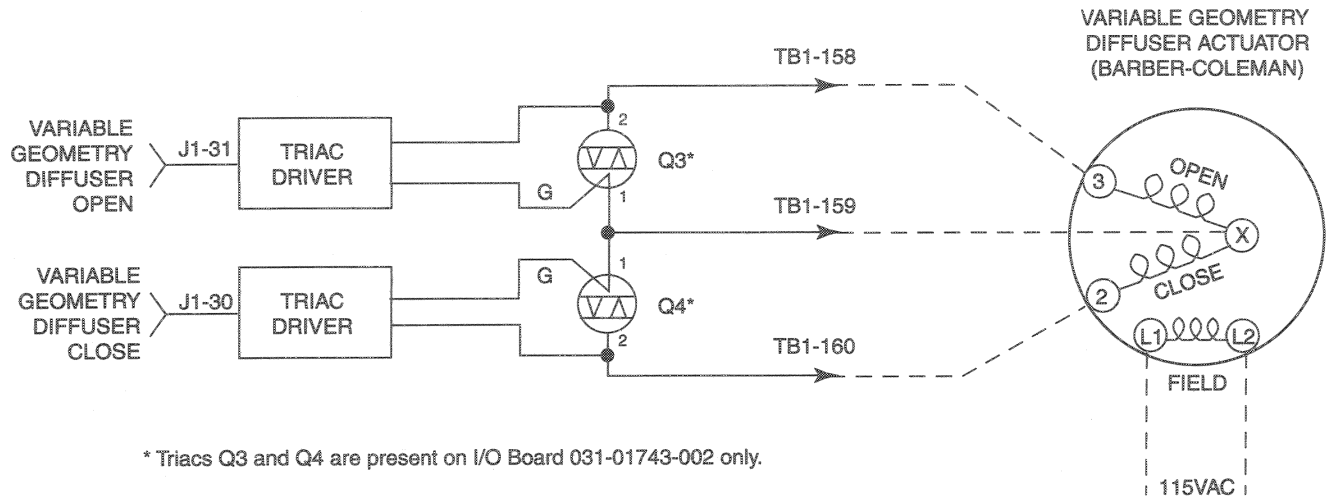 VARIABLE GEOMETRY
DIFFUSER ACTUATOR
(BARBER-COLEMAN)
TB1-158
VARIABLE
GEOMETRY
DIFFUSER
OPEN
J1-31
TRIAC
DRIVER
2
Q3*
G
1
TB1-159
3
OPEN
X
VARIABLE
GEOMETRY
DIFFUSER
CLOSE
J1-30
TRIAC
DRIVER
G
1
Q4*
2
TB1-160
2
CLOSE
L1
L2
FIELD
115VAC
* Triacs Q3 and Q4 are present on I/O Board 031-01743-002 only.